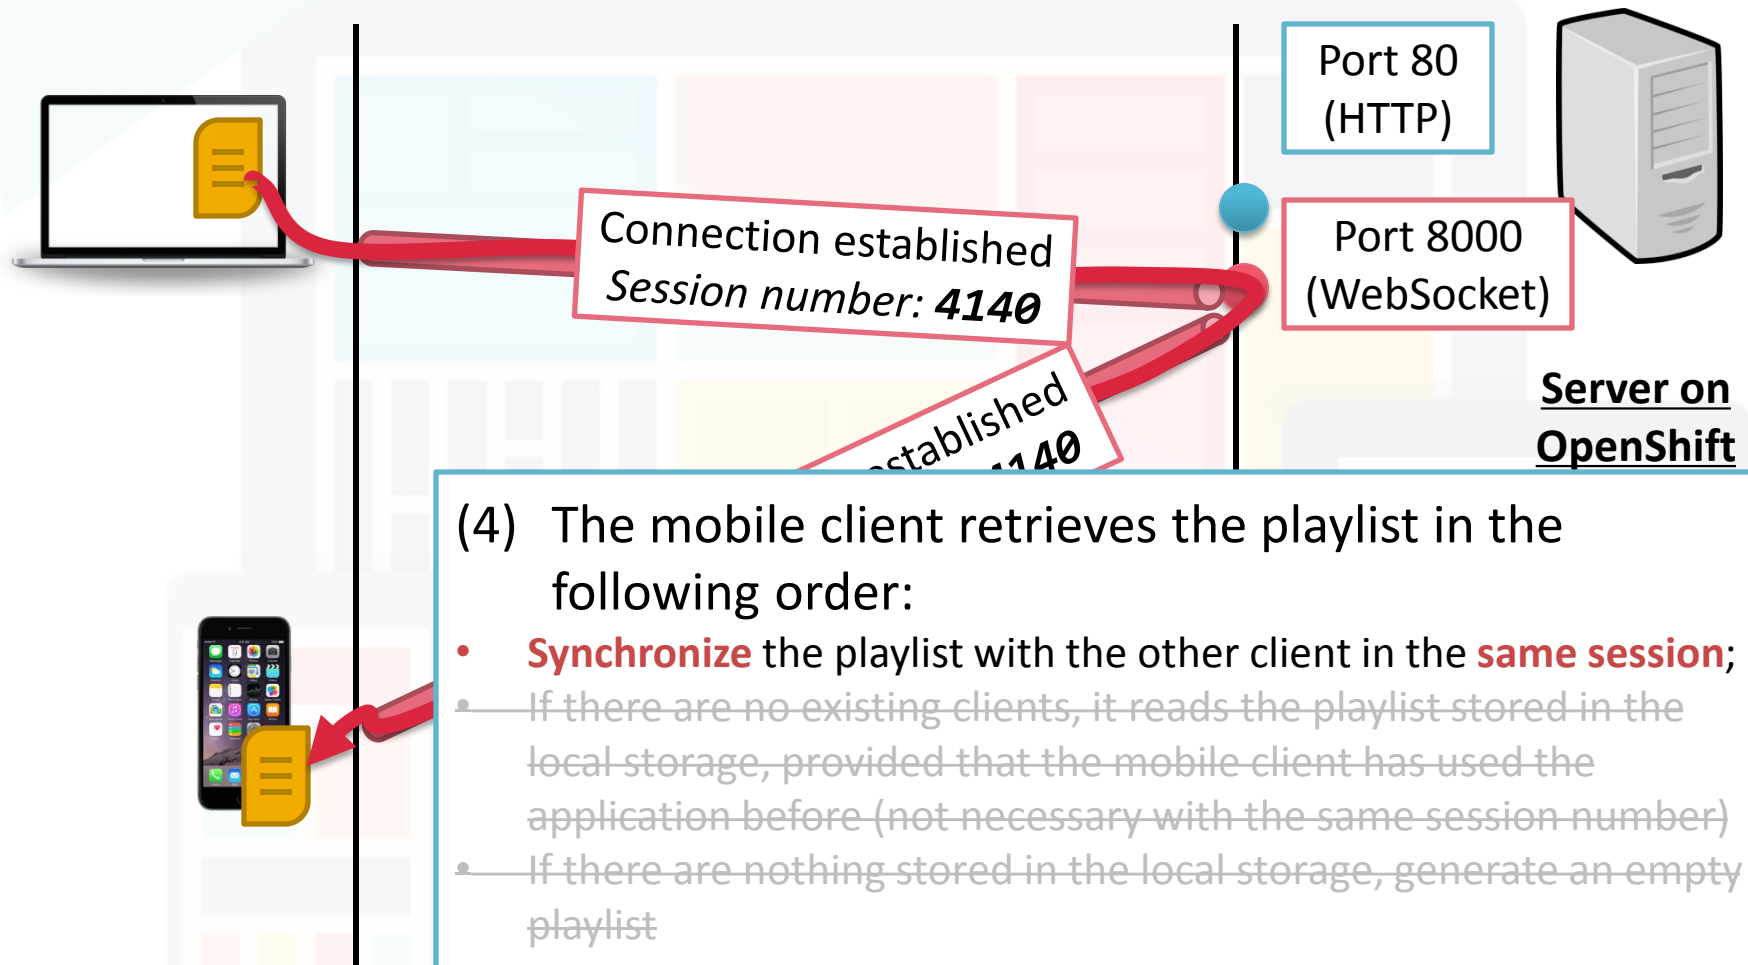 Port 80
(HTTP)
Connection established
Session number: 4140
Port 8000
(WebSocket)
established
4140
Server on
OpenShift
(4) The mobile client retrieves the playlist in the
following order:
• Synchronize the playlist with the other client in the same session;
• If there are no existing clients, it reads the playlist stored in the
local storage, provided that the mobile client has used the
application before (not necessary with the same session number)
• If there are nothing stored in the local storage, generate an empty
playlist